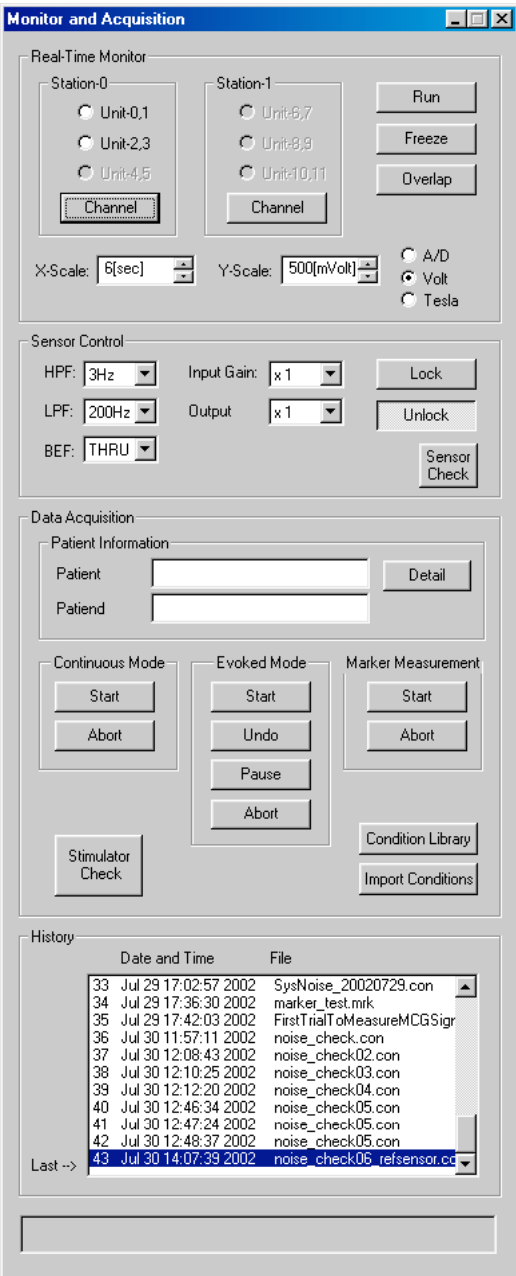 Monitor and Acquisition
Real-Time Monitor
Station-0
Unit-0,1
Unit-2,3
Unit-4,5
Channel
Station-1
Unit-6,7
Unit-8,9
Unit-10,11
Channel
Run
Freeze
Overlap
X-Scale: 6[sec]
Y-Scale: 500[mVolt]
A/D
Volt
Tesla
Sensor Control
HPF: 3Hz
LPF: 200Hz
BEF: THRU
Input Gain: x 1
Output x 1
Lock
Unlock
Sensor
Check
Data Acquisition
Patient Information
Patient
Patiend
Detail
Continuous Mode
Start
Abort
Evoked Mode
Start
Undo
Pause
Abort
Marker Measurement
Start
Abort
Stimulator
Check
Condition Library
Import Conditions
History
Date and Time File
33 Jul 29 17:02:57 2002 SysNoise_20020729.con
34 Jul 29 17:36:30 2002 marker_test.mrk
35 Jul 29 17:42:03 2002 FirstTrialToMeasureMCGSigr
36 Jul 30 11:57:11 2002 noise_check.con
37 Jul 30 12:08:43 2002 noise_check02.con
38 Jul 30 12:10:25 2002 noise_check03.con
39 Jul 30 12:12:20 2002 noise_check04.con
40 Jul 30 12:46:34 2002 noise_check05.con
41 Jul 30 12:47:24 2002 noise_check05.con
42 Jul 30 12:48:37 2002 noise_check05.con
Last --> 43 Jul 30 14:07:39 2002 noise_check06_refsensor.cc